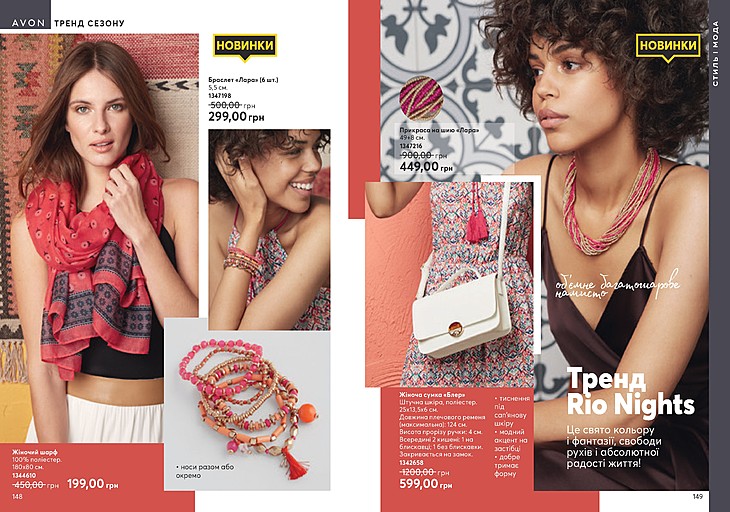 AVON ТРЕНД СЕЗОНУ
НОВИНКИ
Браслет «Лара» (6 шт.)
5,5 см.
1347198
500,00 грн
299,00 грн
Жіночий шарф
100% поліестер.
180х80 см.
1344610
450,00 грн 199,00 грн
148
• носи разом або
окремо
СТИЛЬ І МОДА
НОВИНКИ
Прикраса на шию «Лара»
49+8 см.
1347216
900,00 грн
449,00 грн
об'ємне багатошарове
намисто
Жіноча сумка «Блер»
Штучна шкіра, поліестер.
25х13,5х6 см.
Довжина плечового ременя
(максимальна): 124 см.
Висота прорізу ручки: 4 см.
Всередині 2 кишені: 1 на
блискавці; 1 без блискавки.
Закривається на замок.
1342658
1200,00 грн
599,00 грн
• тиснення
під
сап'янову
шкіру
• модний
акцент на
застібці
• добре
тримає
форму
Тренд
Rio Nights
Це свято кольору
і фантазії, свободи
рухів і абсолютної
радості життя!
149